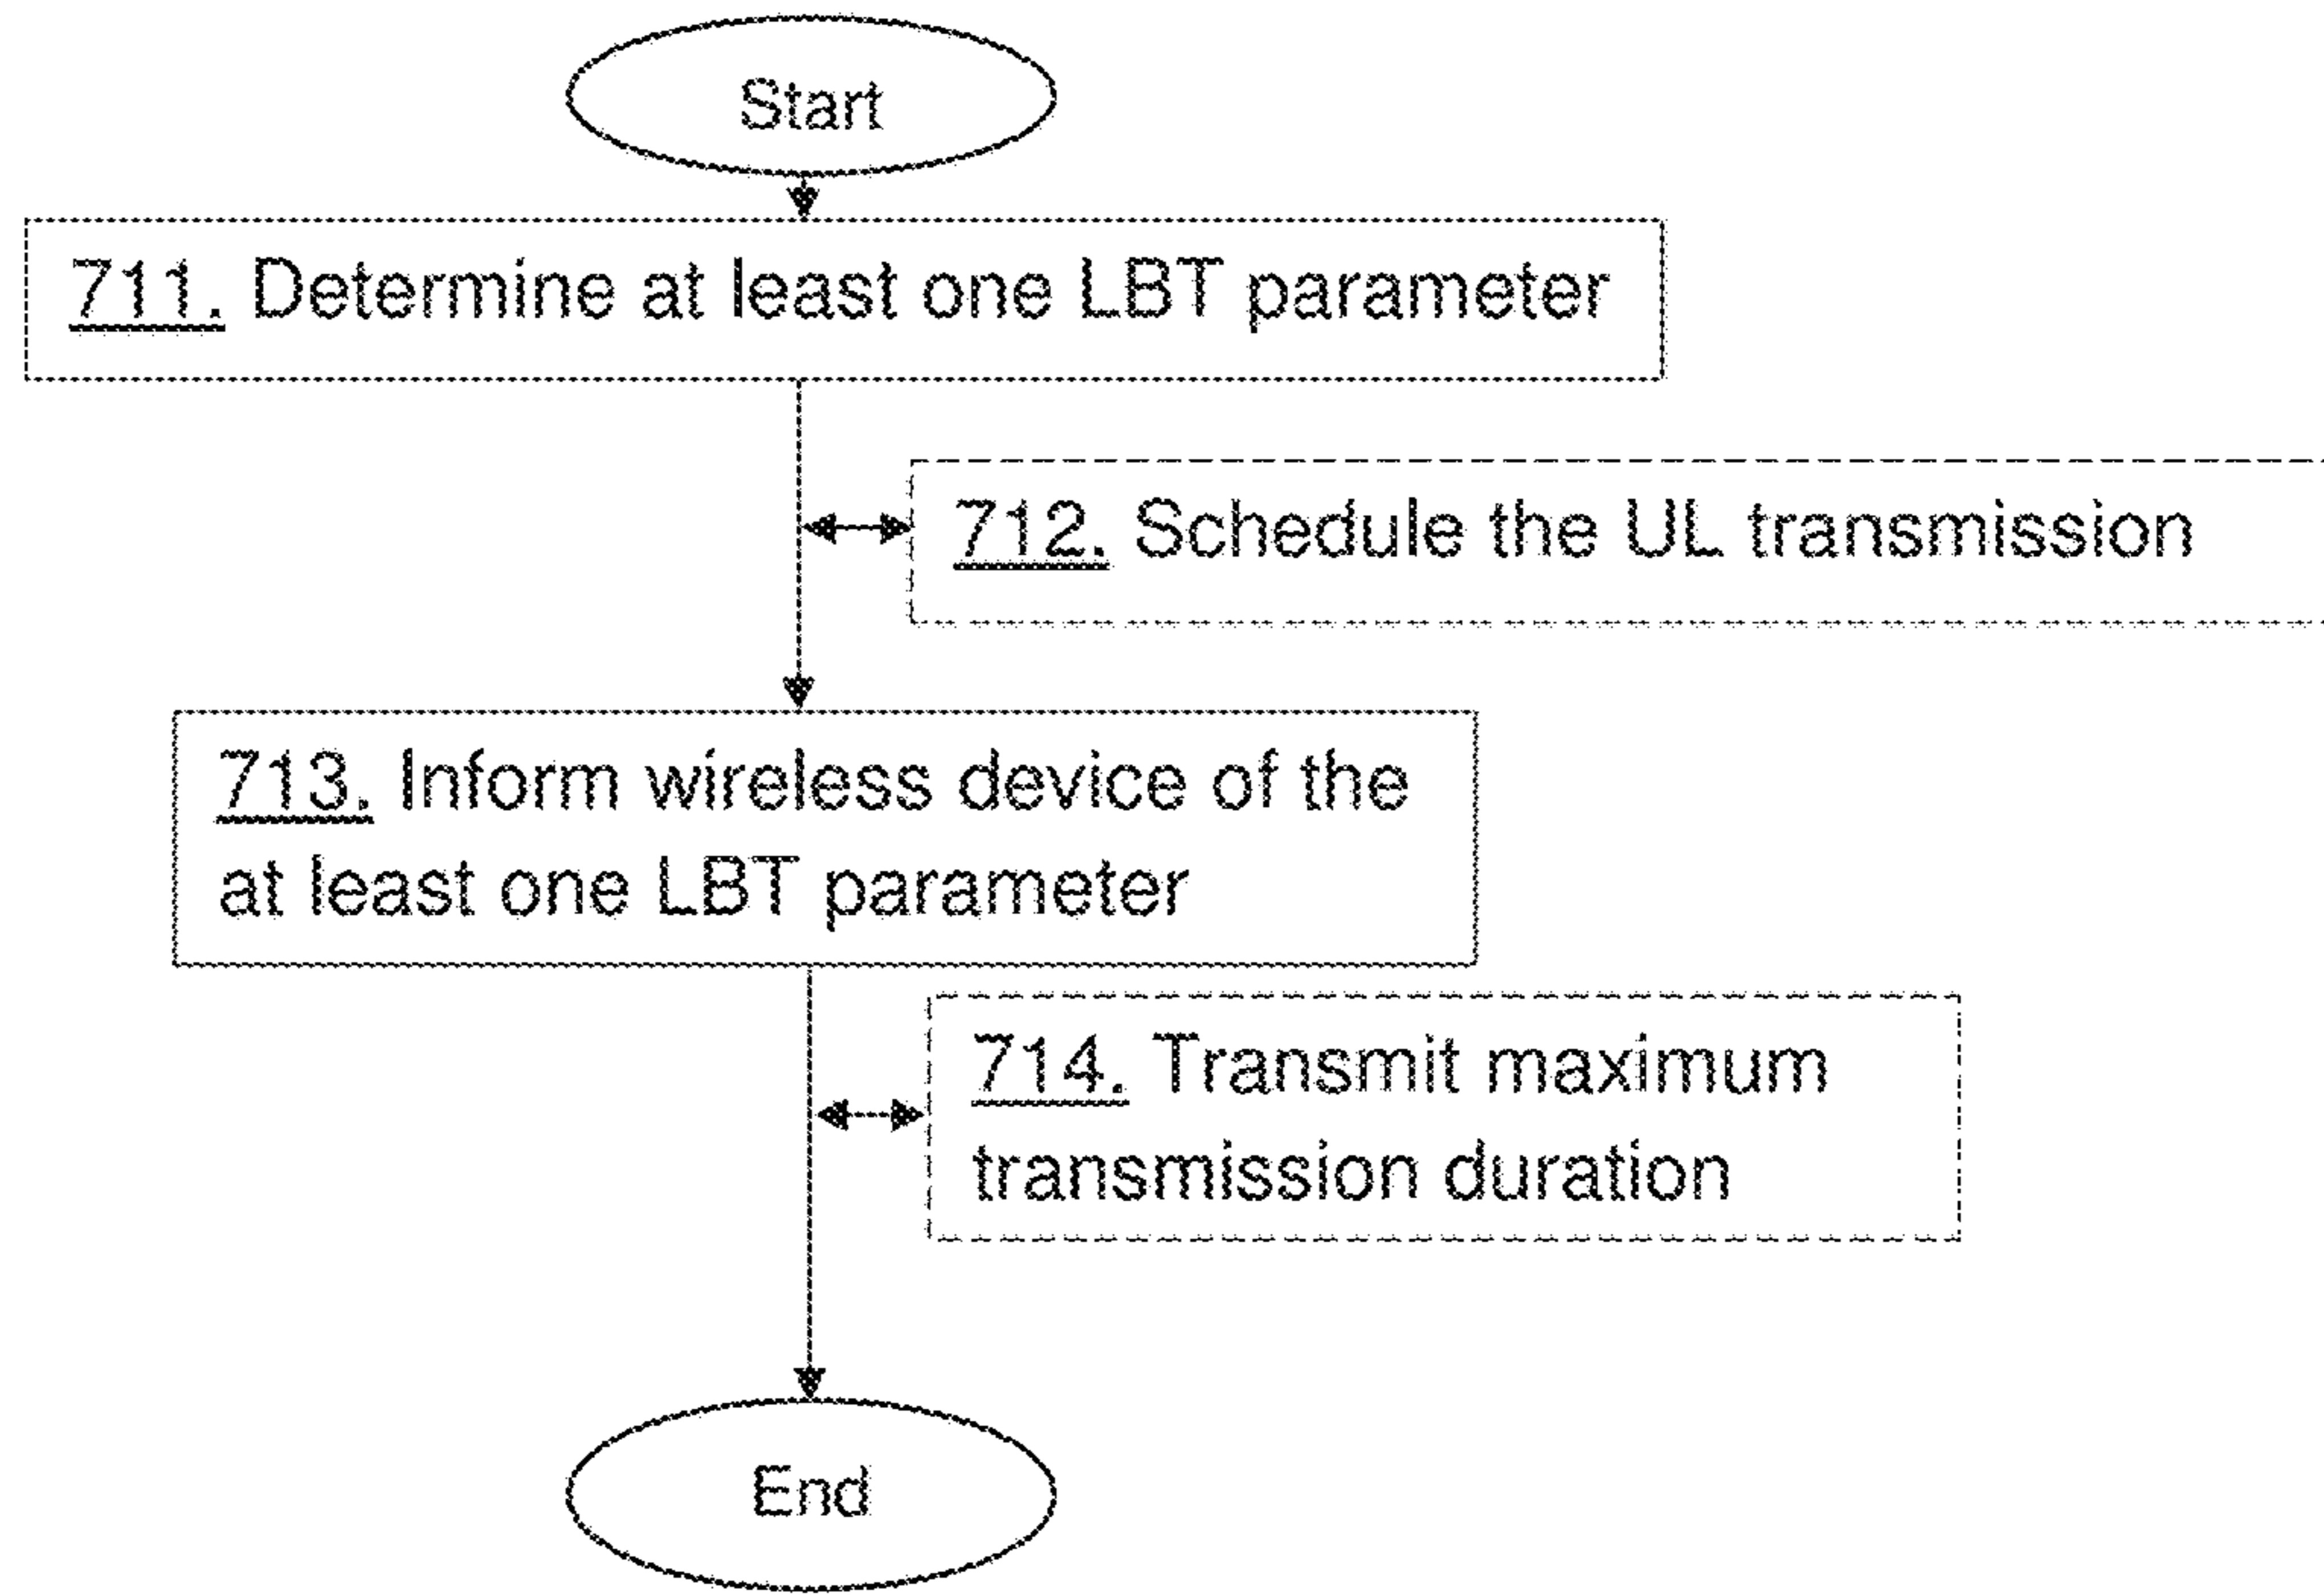 Start
711. Determine at least one LBT parameter
712. Schedule the UL transmission
713. Inform wireless device of the
at least one LBT parameter
714. Transmit maximum
transmission duration
End